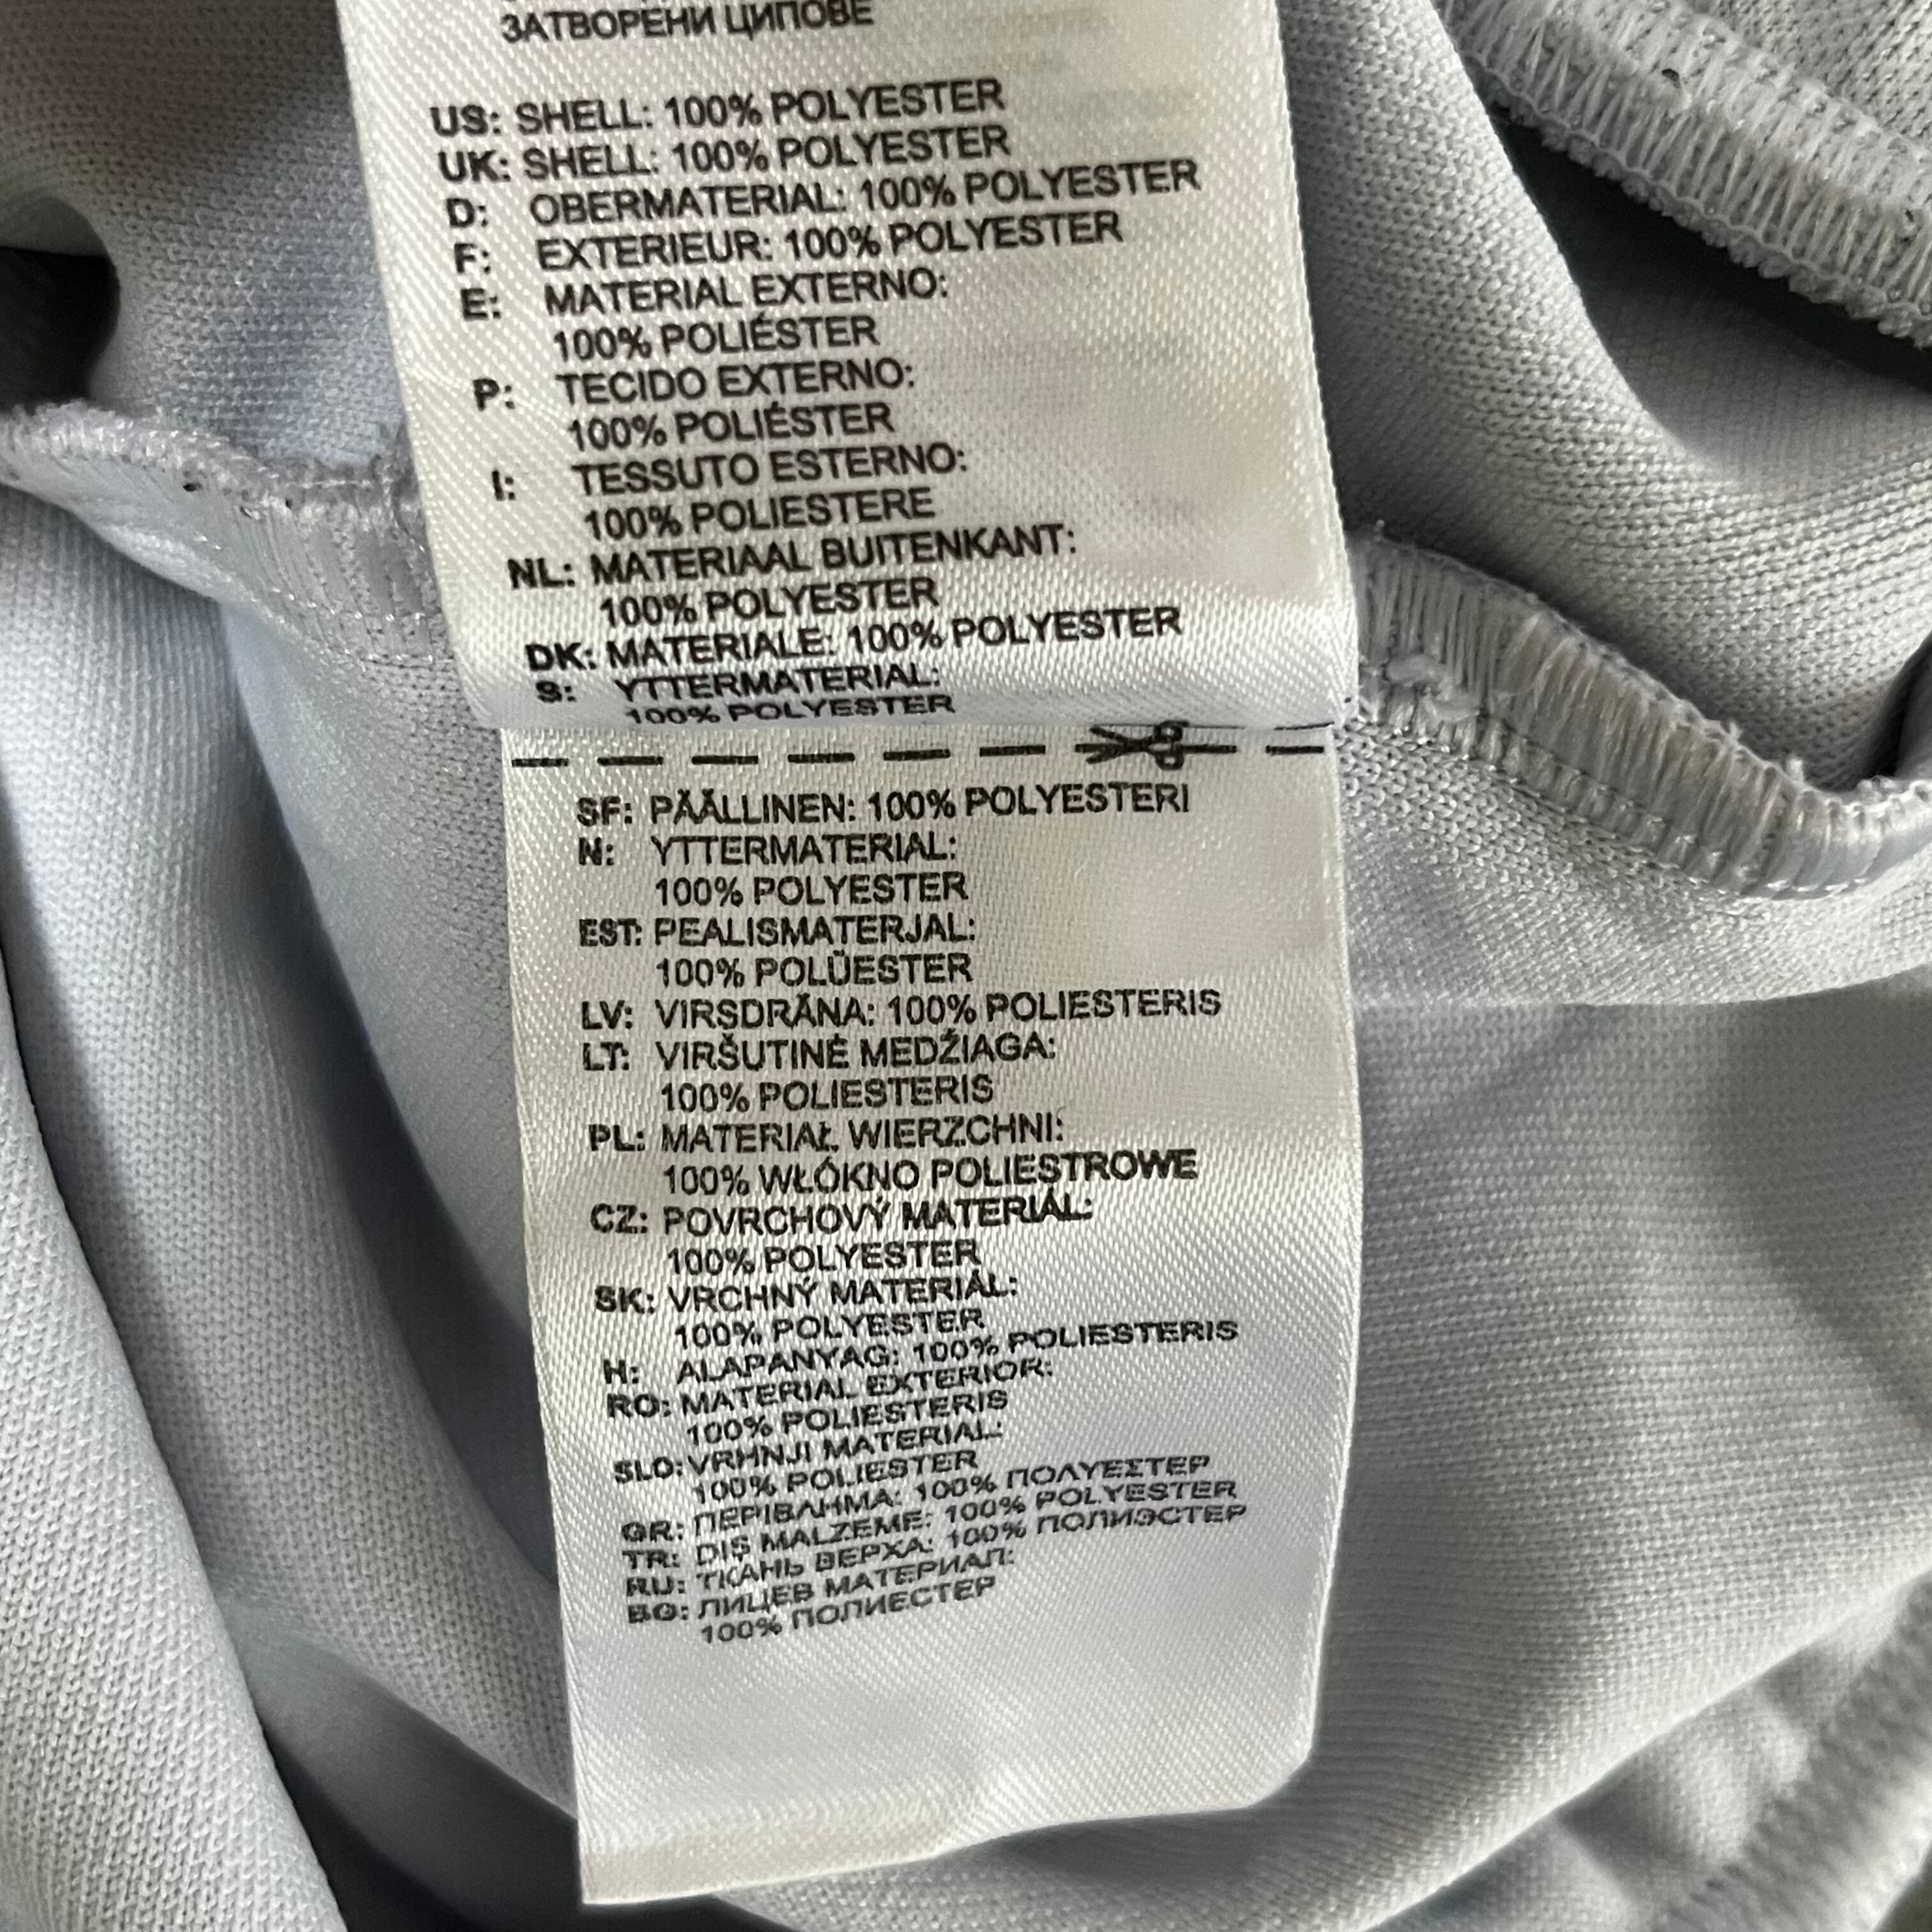 ЗАТВОРЕНИ ЦИПОВЕ
US: SHELL: 100% POLYESTER
UK: SHELL: 100% POLYESTER
D: OBERMATERIAL: 100% POLYESTER
F: EXTERIEUR: 100% POLYESTER
E: MATERIAL EXTERNO:
100% POLIÉSTER
P: TECIDO EXTERNO:
100% POLIÉSTER
I: TESSUTO ESTERNO:
100% POLIESTERE
NL: MATERIAAL BUITENKANT:
100% POLYESTER
DK: MATERIALE: 100% POLYESTER
S: YTTERMATERIAL:
100% POLYESTER
SF: PÄÄLLINEN: 100% POLYESTERI
N: YTTERMATERIAL:
100% POLYESTER
EST: PEALISMATERJAL:
100% POLÜESTER
LV: VIRSDRĀNA: 100% POLIESTERIS
LT: VIRŠUTINĖ MEDŽIAGA:
100% POLIESTERIS
PL: MATERIAŁ WIERZCHNI:
100% WŁÓKNO POLIESTROWE
CZ: POVRCHOVÝ MATERIÁL:
100% POLYESTER
SK: VRCHNÝ MATERIÁL:
100% POLYESTER
H: ALAPANYAG: 100% POLIESTERIS
RO: MATERIAL EXTERIOR:
100% POLIESTERIS
SLO: VRHNJI MATERIAL:
100% POLIESTER
GR: ΠΕΡΙΒΛΗΜΑ: 100% ΠΟΛΥΕΣΤΕΡ
TR: DIŞ MALZEME: 100% POLYESTER
RU: ТКАНЬ ВЕРХА: 100% ПОЛИЭСТЕР
BG: ЛИЦЕВ МАТЕРИАЛ:
100% ПОЛИЕСТЕР